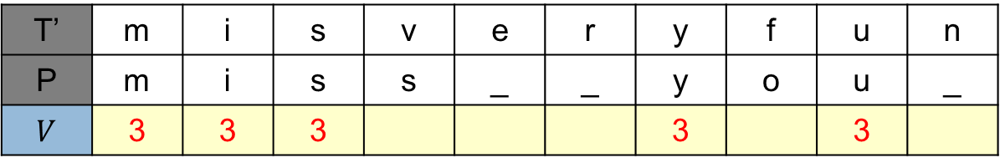 T’ m i s v e r y f u n
P m i s s _ _ y o u _
V 3 3 3 3 3